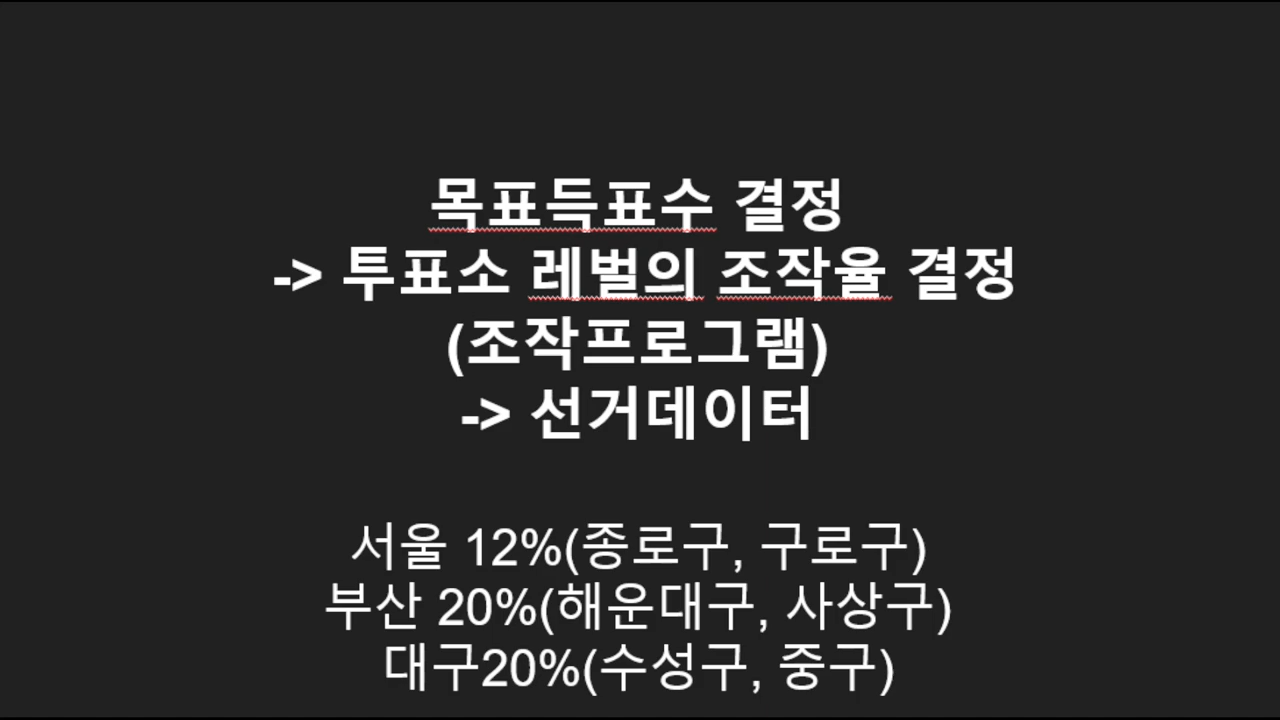 목표득표수 결정
-> 투표소 레벌의 조작율 결정
(조작프로그램)
-> 선거데이터
서울 12%(종로구, 구로구)
부산 20%(해운대구, 사상구)
대구20%(수성구, 중구)